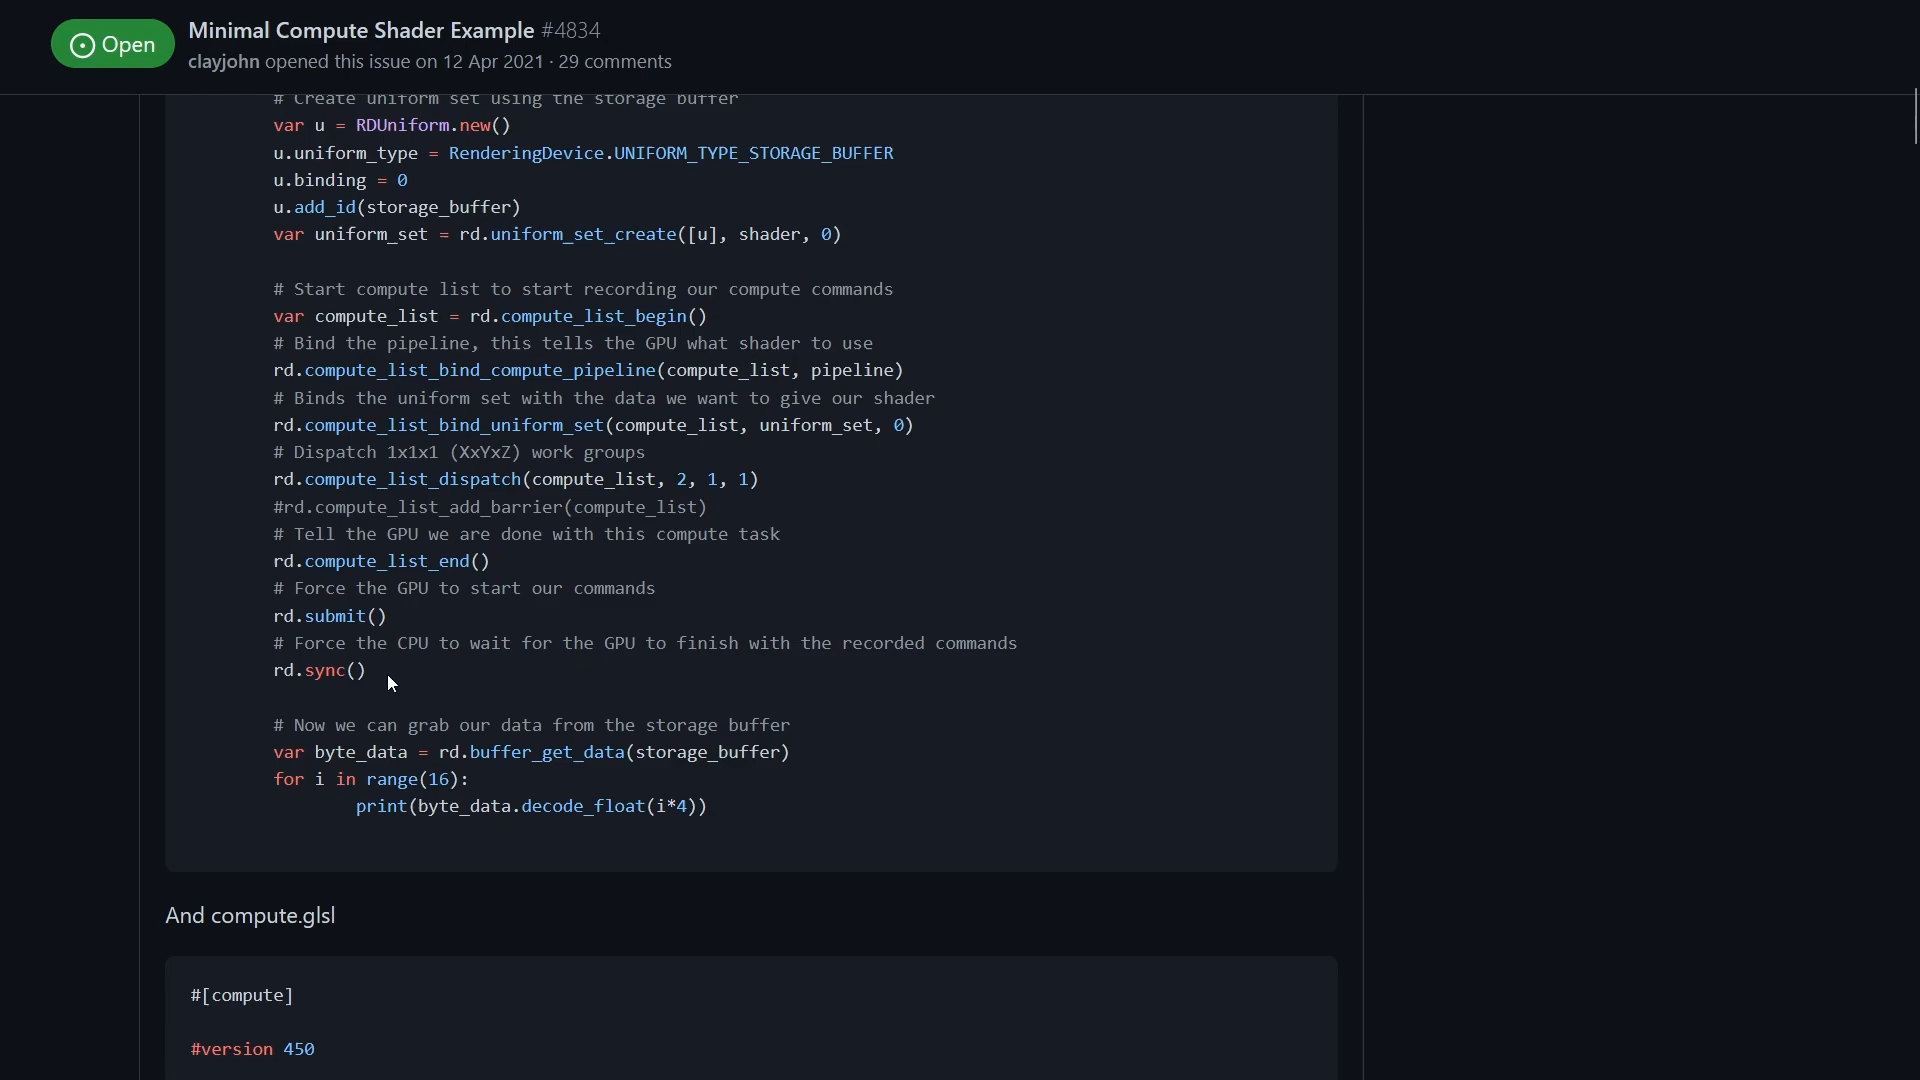 Open
Minimal Compute Shader Example #4834
clayjohn opened this issue on 12 Apr 2021 · 29 comments
# Create uniform set using the storage buffer
var u = RDUniform.new()
u.uniform_type = RenderingDevice.UNIFORM_TYPE_STORAGE_BUFFER
u.binding = 0
u.add_id(storage_buffer)
var uniform_set = rd.uniform_set_create([u], shader, 0)
# Start compute list to start recording our compute commands
var compute_list = rd.compute_list_begin()
# Bind the pipeline, this tells the GPU what shader to use
rd.compute_list_bind_compute_pipeline(compute_list, pipeline)
# Binds the uniform set with the data we want to give our shader
rd.compute_list_bind_uniform_set(compute_list, uniform_set, 0)
# Dispatch 1x1x1 (XxYxZ) work groups
rd.compute_list_dispatch(compute_list, 2, 1, 1)
#rd.compute_list_add_barrier(compute_list)
# Tell the GPU we are done with this compute task
rd.compute_list_end()
# Force the GPU to start our commands
rd.submit()
# Force the CPU to wait for the GPU to finish with the recorded commands
rd.sync()
# Now we can grab our data from the storage buffer
var byte_data = rd.buffer_get_data(storage_buffer)
for i in range(16):
print(byte_data.decode_float(i*4))
And compute.glsl
#[compute]
#version 450